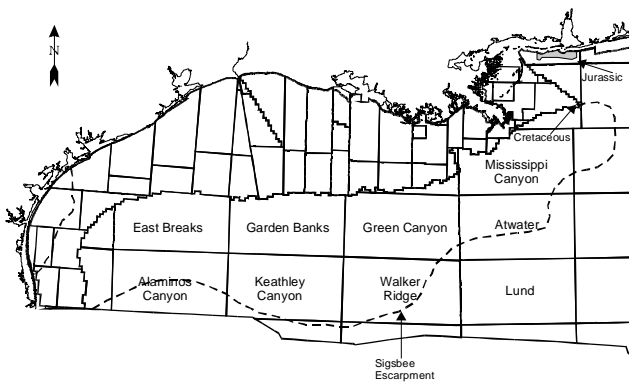 N
Jurassic
Cretaceous
Mississippi
Canyon
East Breaks
Garden Banks
Green Canyon
Atwater
Alaminos
Canyon
Keathley
Canyon
Walker
Ridge
Lund
Sigsbee
Escarpment